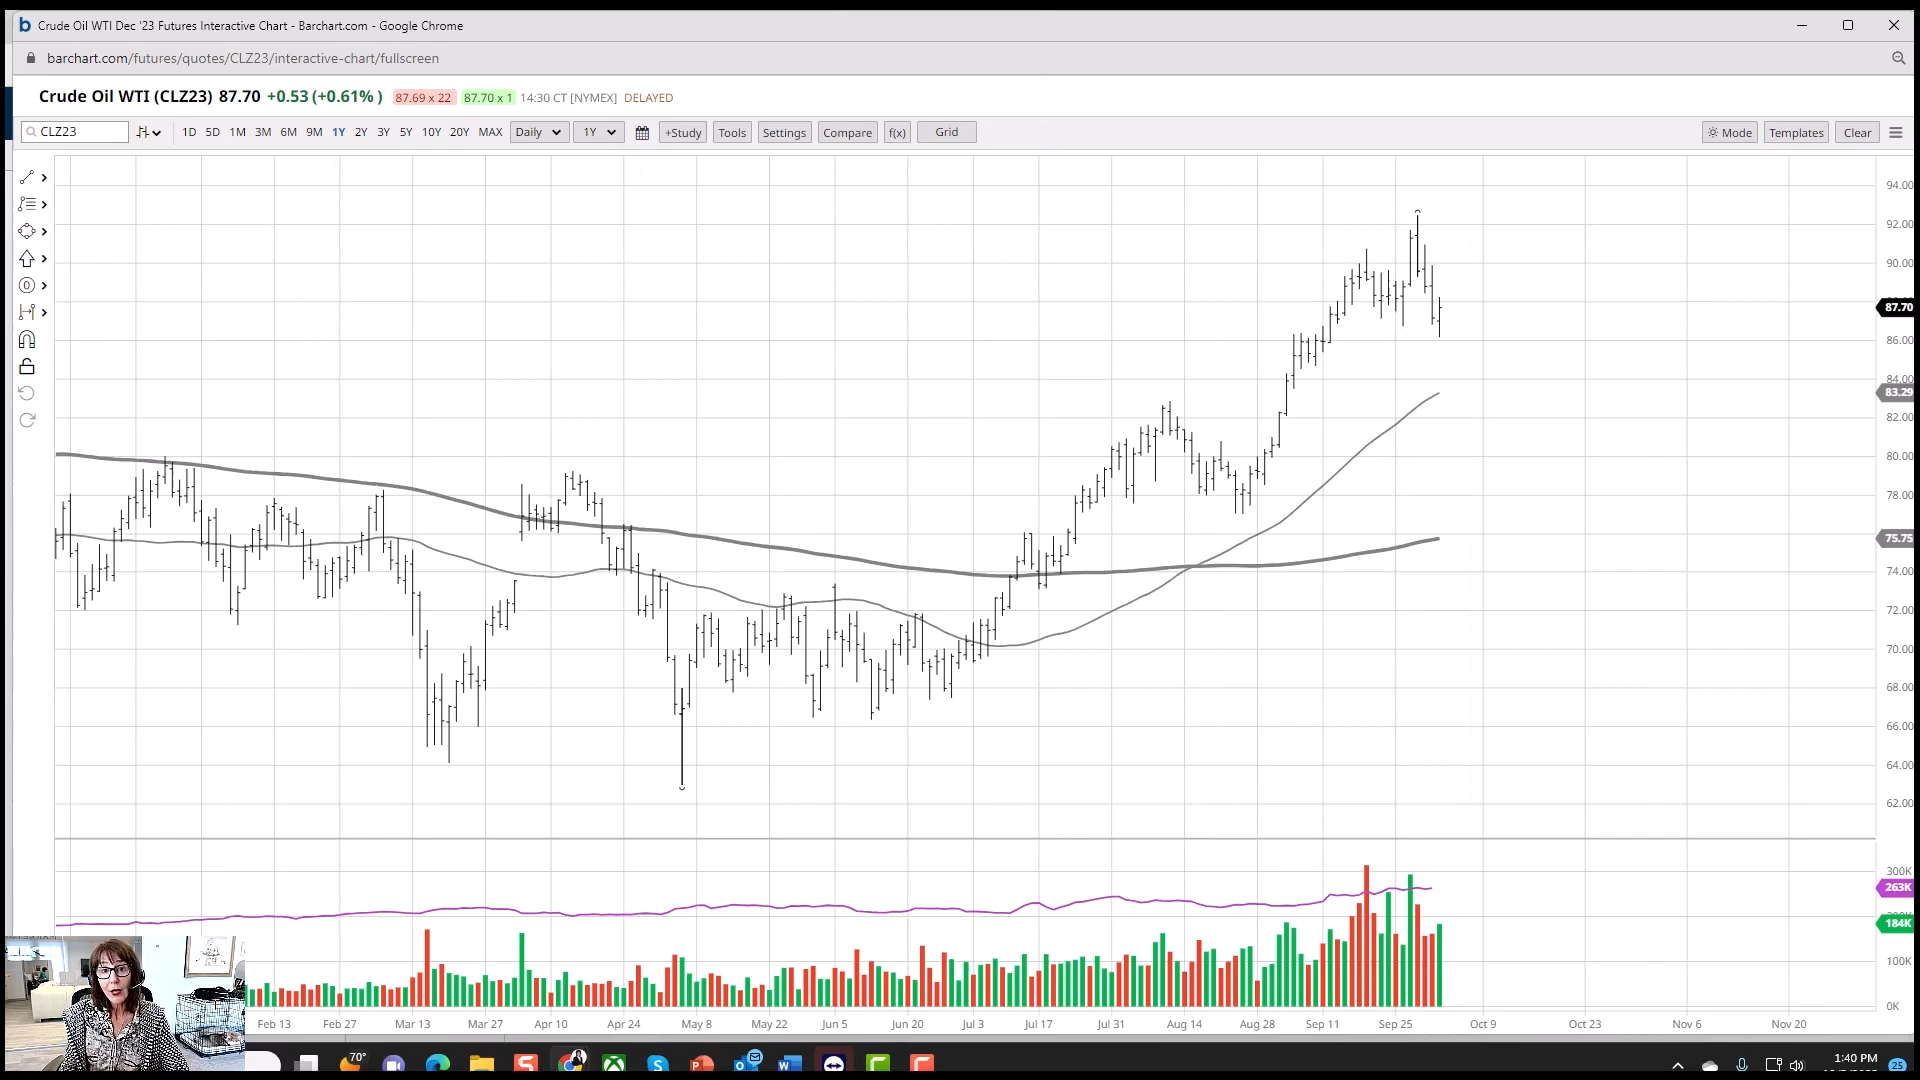 Crude Oil WTI Dec '23 Futures Interactive Chart - Barchart.com - Google Chrome
barchart.com/futures/quotes/CLZ23/interactive-chart/fullscreen
Crude Oil WTI (CLZ23) 87.70 +0.53 (+0.61%) 87.69 x 22 87.70 x 1 14:30 CT [NYMEX] DELAYED
CLZ23 1D 5D 1M 3M 6M 9M 1Y 2Y 3Y 5Y 10Y 20Y MAX Daily 1Y +Study Tools Settings Compare f(x) Grid Mode Templates Clear
94.00
92.00
90.00
87.70
86.00
84.00
83.29
82.00
80.00
78.00
75.75
74.00
72.00
70.00
68.00
66.00
64.00
62.00
300K
263K
184K
100K
0K
Feb 13 Feb 27 Mar 13 Mar 27 Apr 10 Apr 24 May 8 May 22 Jun 5 Jun 20 Jul 3 Jul 17 Jul 31 Aug 14 Aug 28 Sep 11 Sep 25 Oct 9 Oct 23 Nov 6 Nov 20
70°
1:40 PM
25